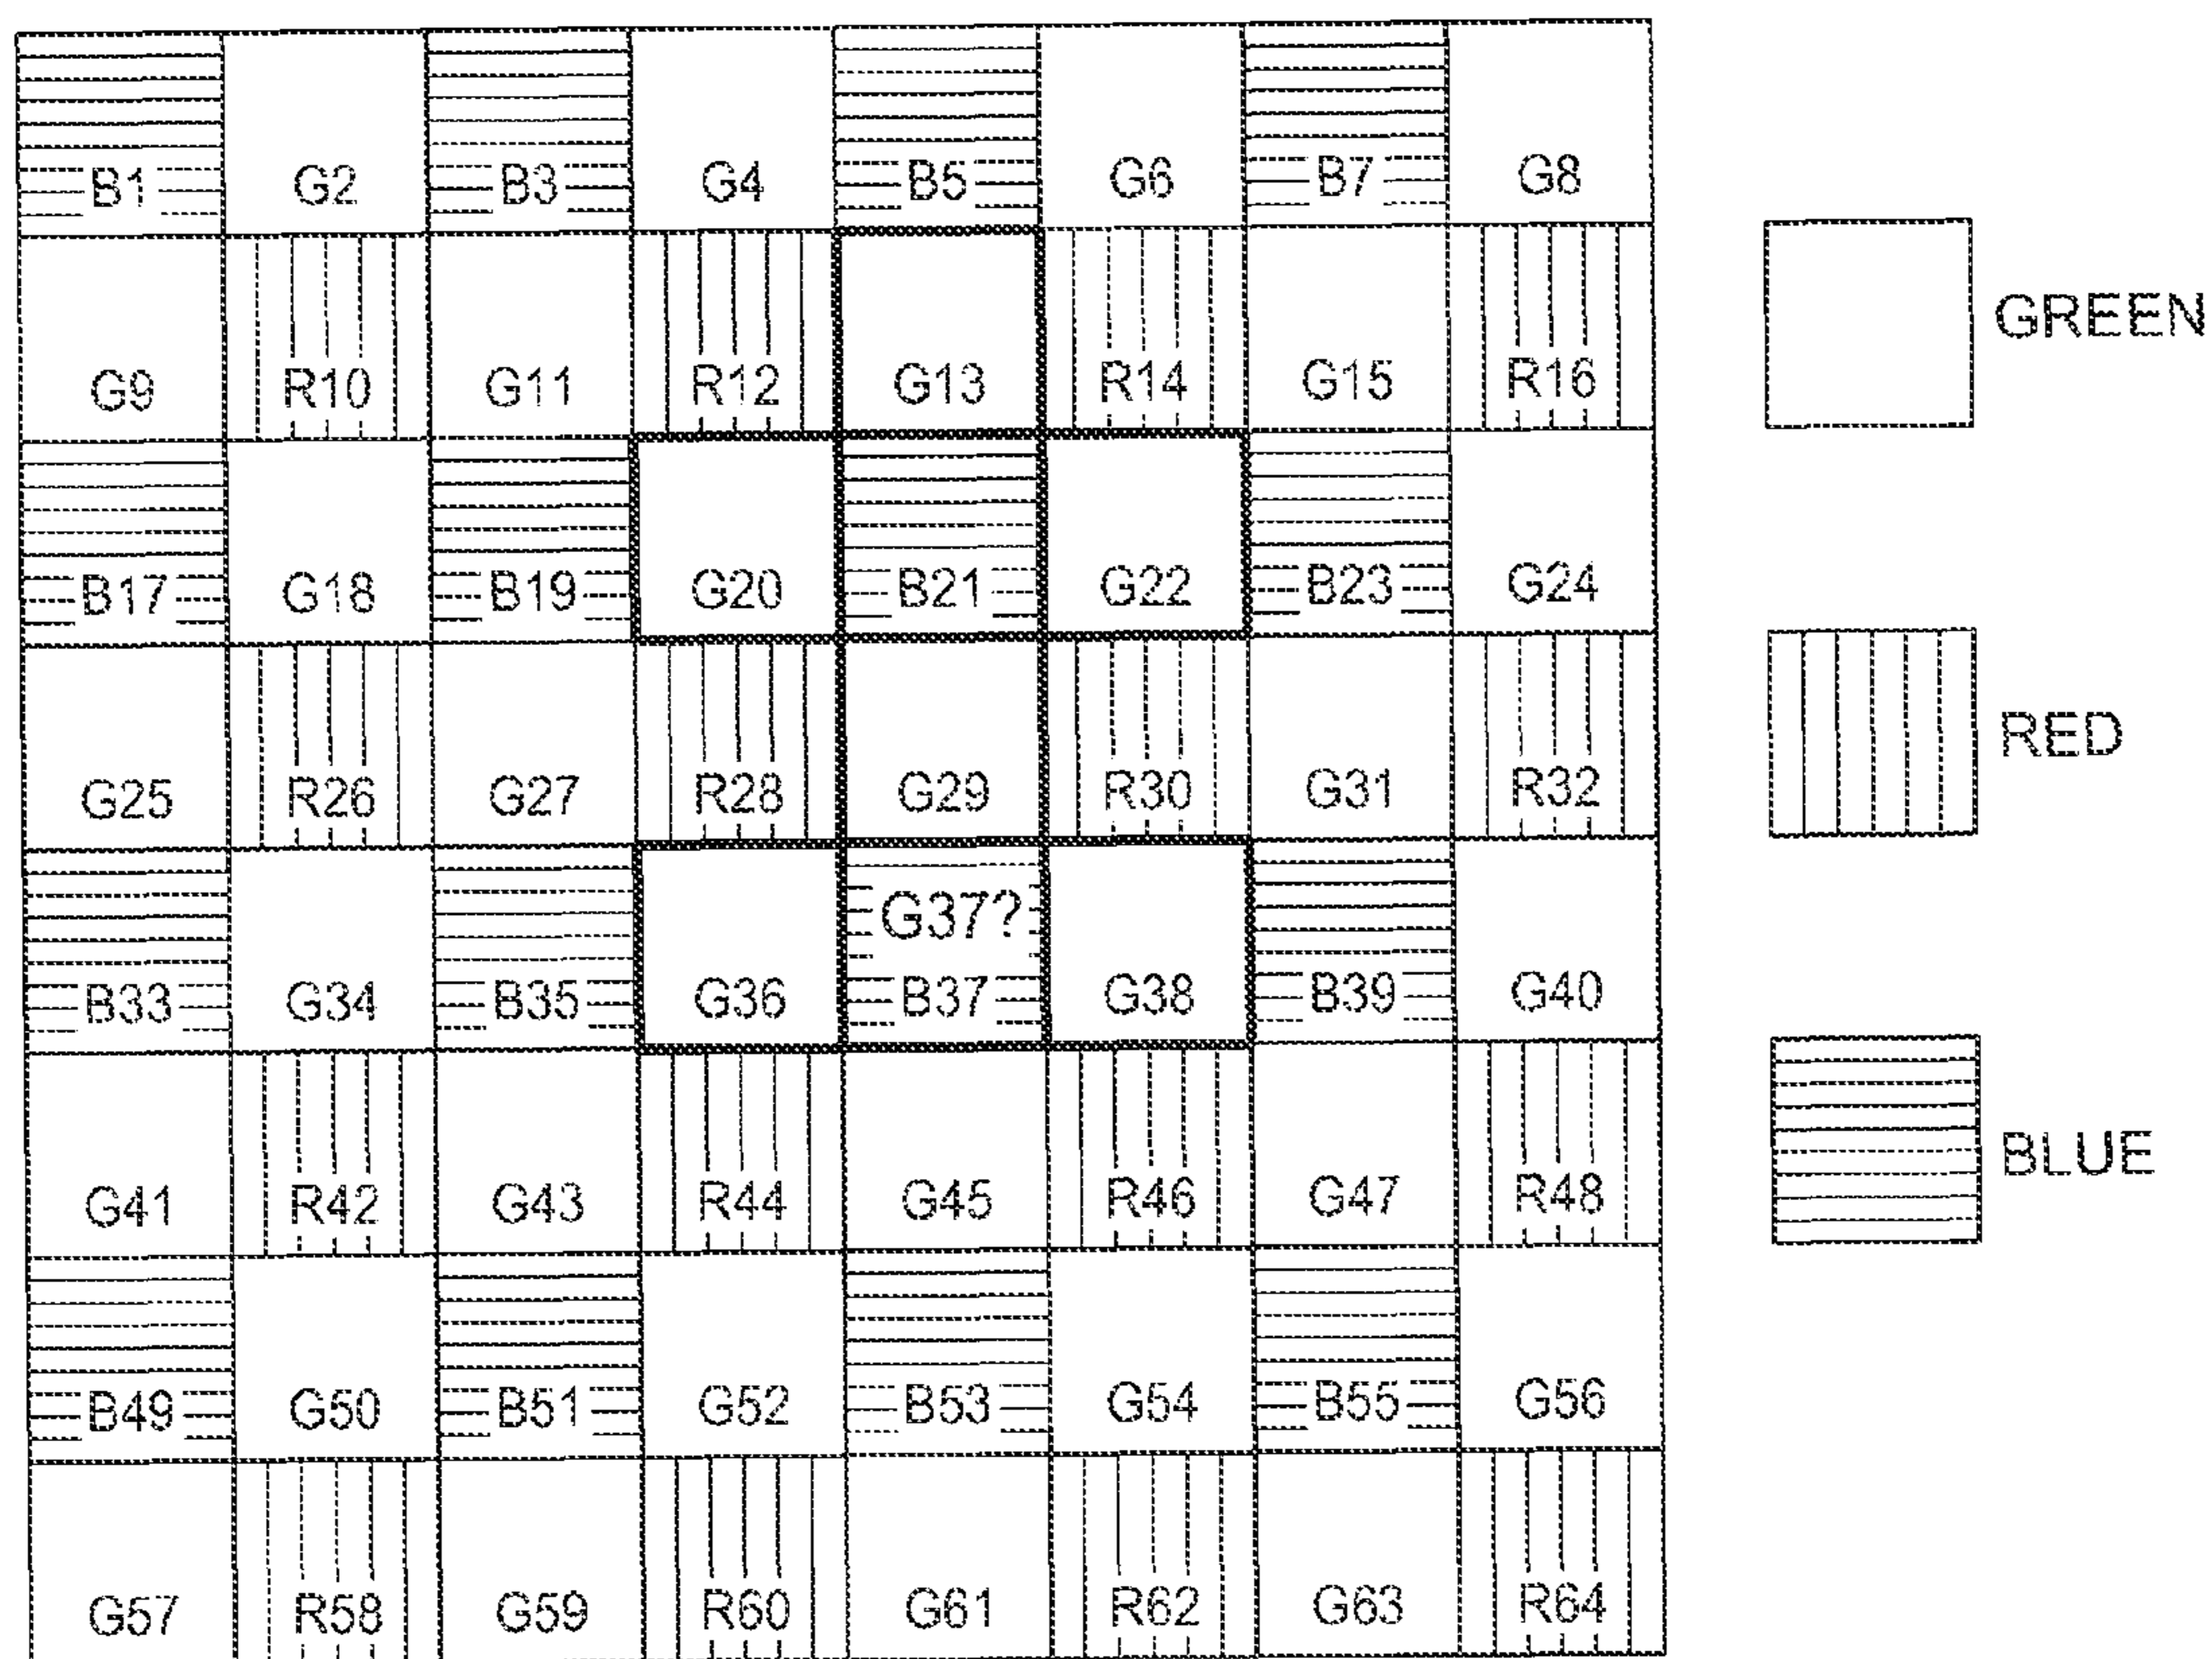 B1 G2 B3 G4 B5 G6 B7 G8
G9 R10 G11 R12 G13 R14 G15 R16
GREEN
B17 G18 B19 G20 B21 G22 B23 G24
G25 R26 G27 R28 G29 R30 G31 R32
RED
G37?
B33 G34 B35 G36 B37 G38 B39 G40
G41 R42 G43 R44 G45 R46 G47 R48
BLUE
B49 G50 B51 G52 B53 G54 B55 G56
G57 R58 G59 R60 G61 R62 G63 R64